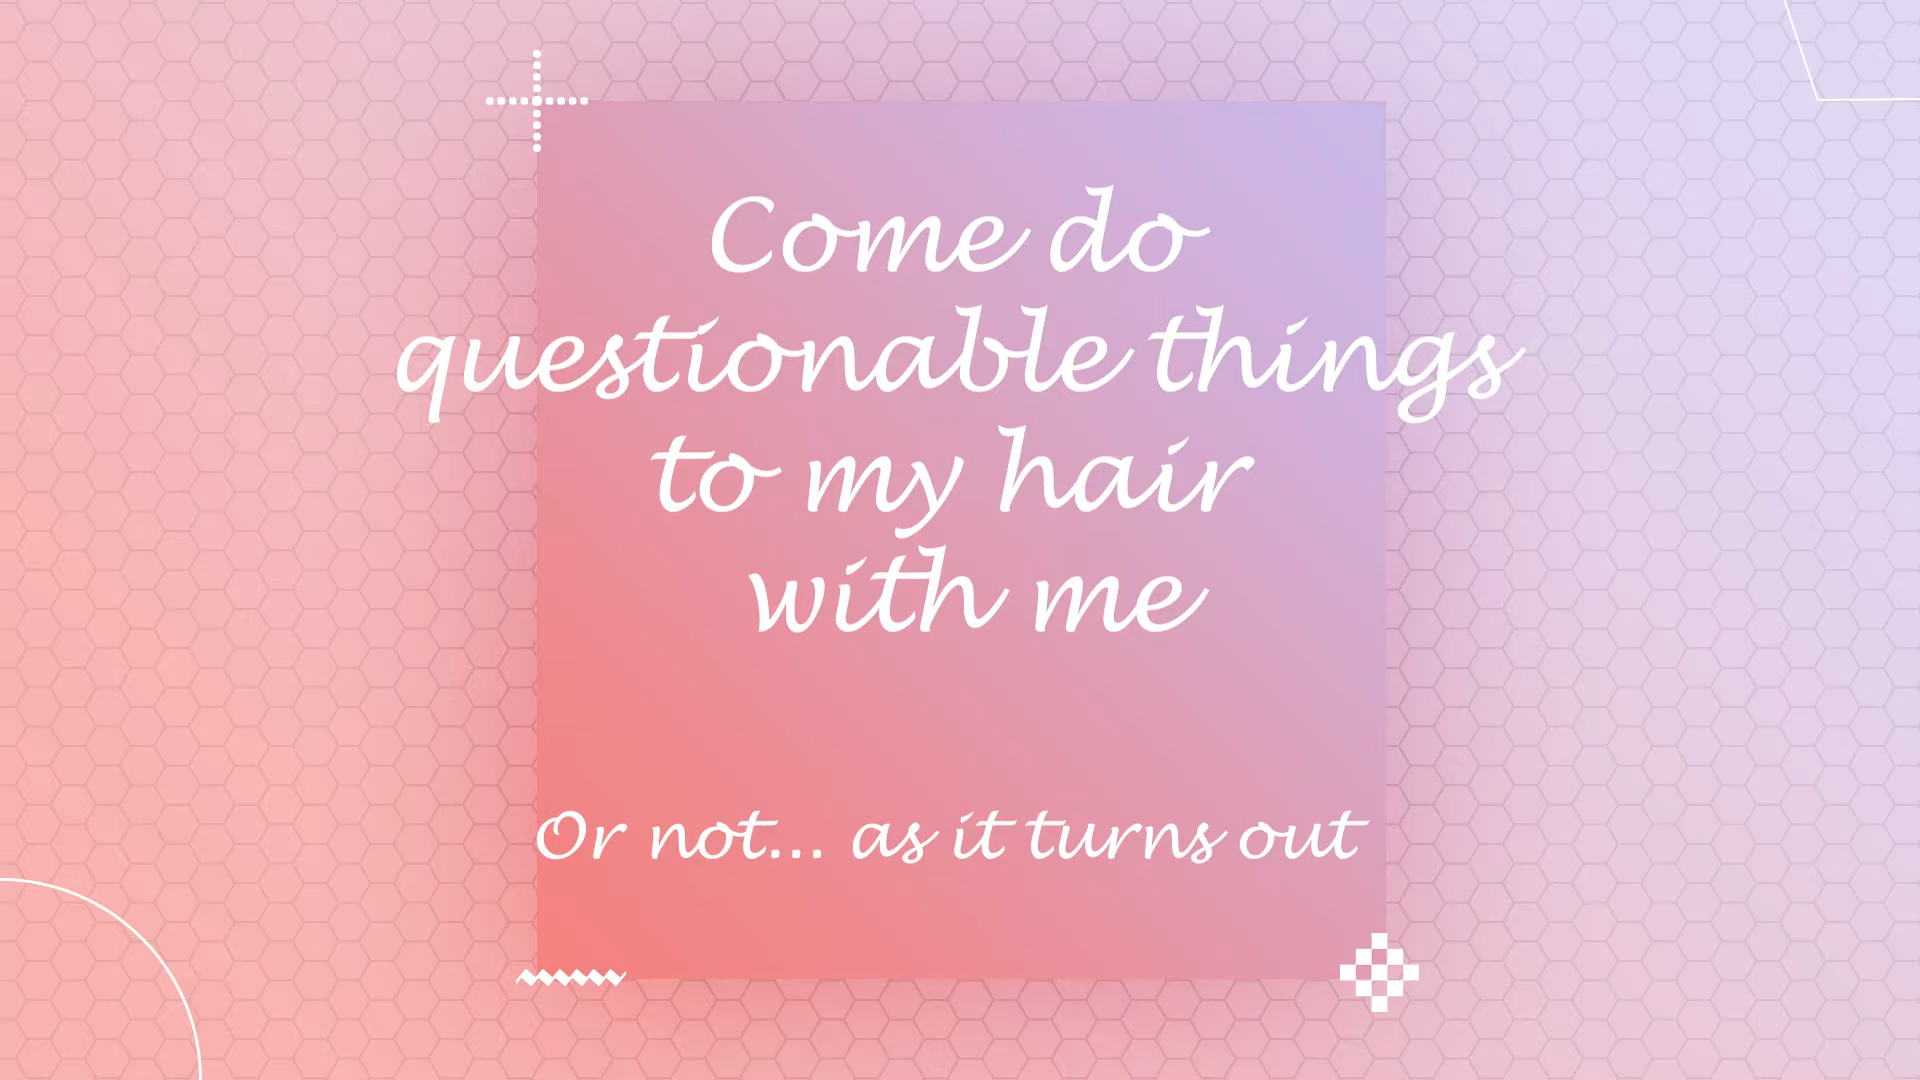 Come do
questionable things
to my hair
with me
Or not... as it turns out